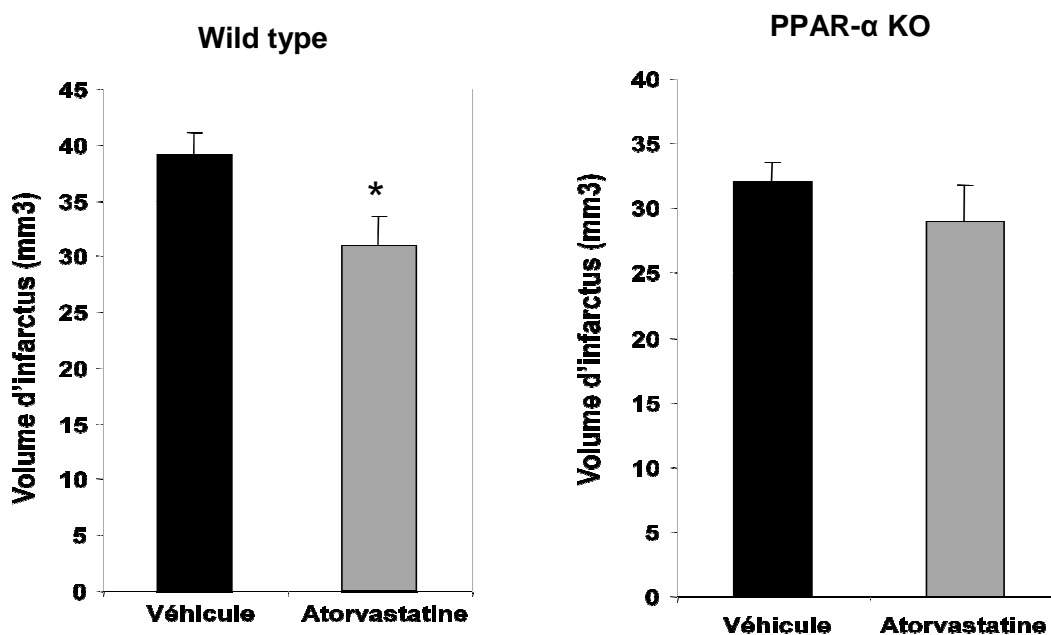 Wild type
45
40
35
30
25
20
15
10
5
0
Volume d'infarctus (mm3)
*
Véhicule
Atorvastatine
PPAR-α KO
40
35
30
25
20
15
10
5
0
Volume d'infarctus (mm3)
Véhicule
Atorvastatine